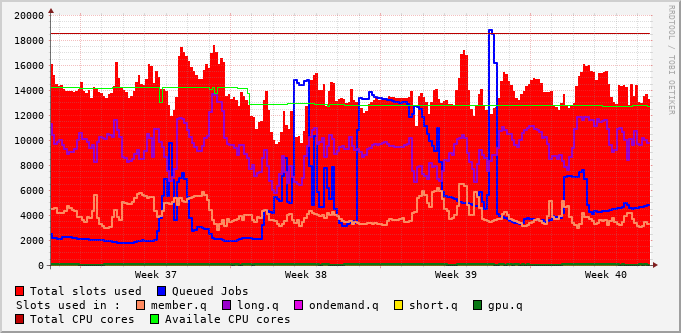 20000
18000
16000
14000
12000
10000
8000
6000
4000
2000
0
Week 37 Week 38 Week 39 Week 40
RRDTOOL / TOBI OETIKER
Total slots used Queued Jobs
Slots used in : member.q long.q ondemand.q short.q gpu.q
Total CPU cores Availale CPU cores